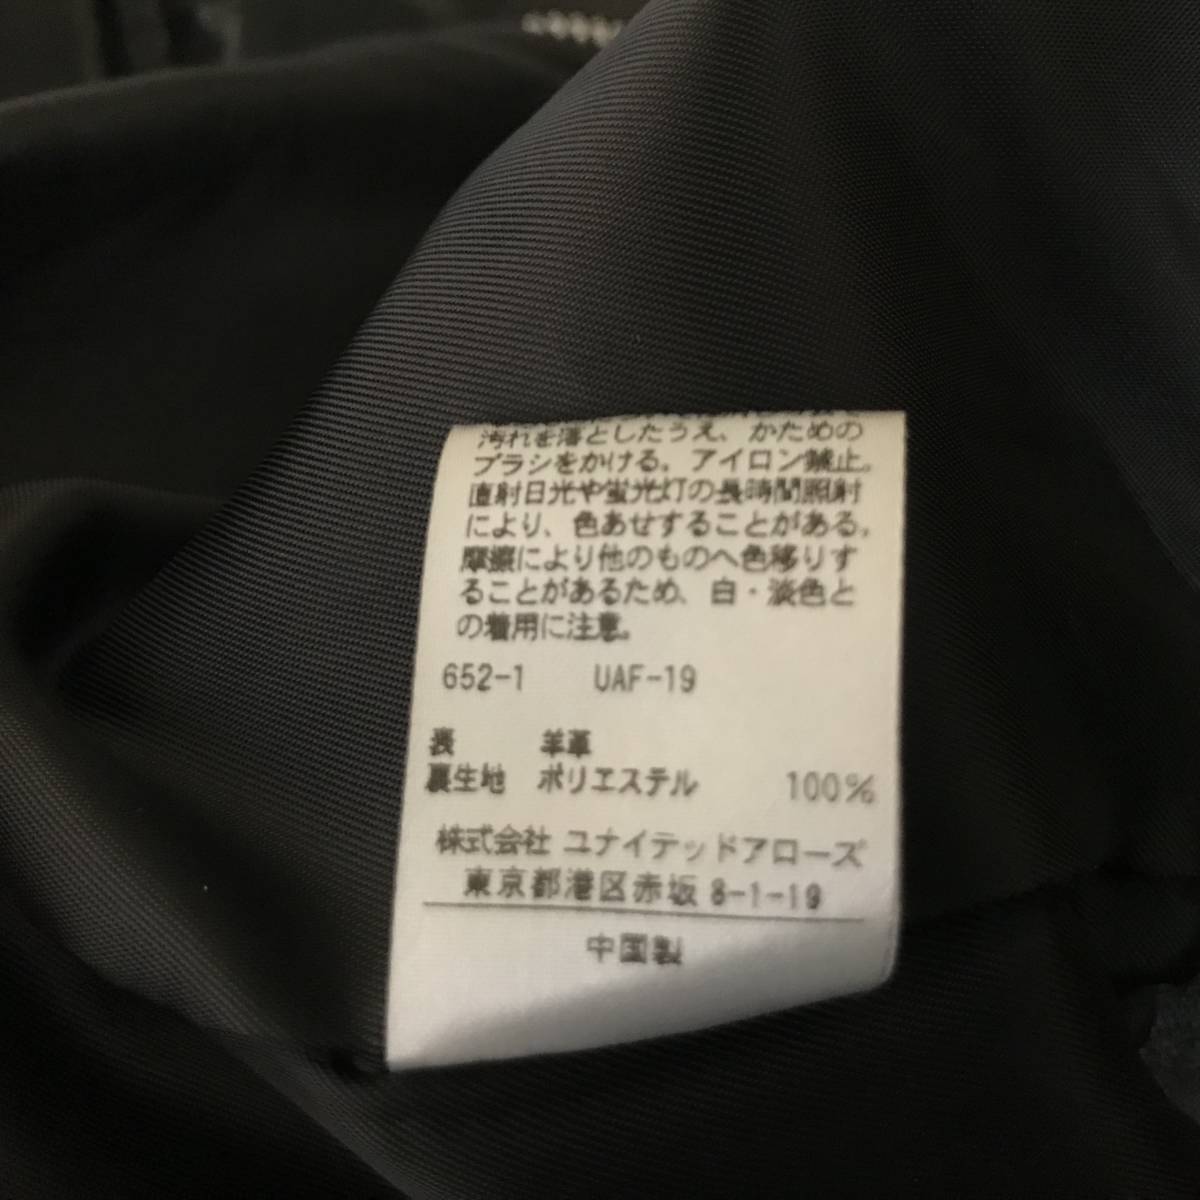 汚れを落としたうえ、かための
ブラシをかける。アイロン禁止。
直射日光や蛍光灯の長時間照射
により、色あせすることがある。
摩擦により他のものへ色移りす
ることがあるため、白・淡色と
の着用に注意。
652-1 UAF-19
表 羊革
裏生地 ポリエステル 100%
株式会社 ユナイテッドアローズ
東京都港区赤坂 8-1-19
中国製